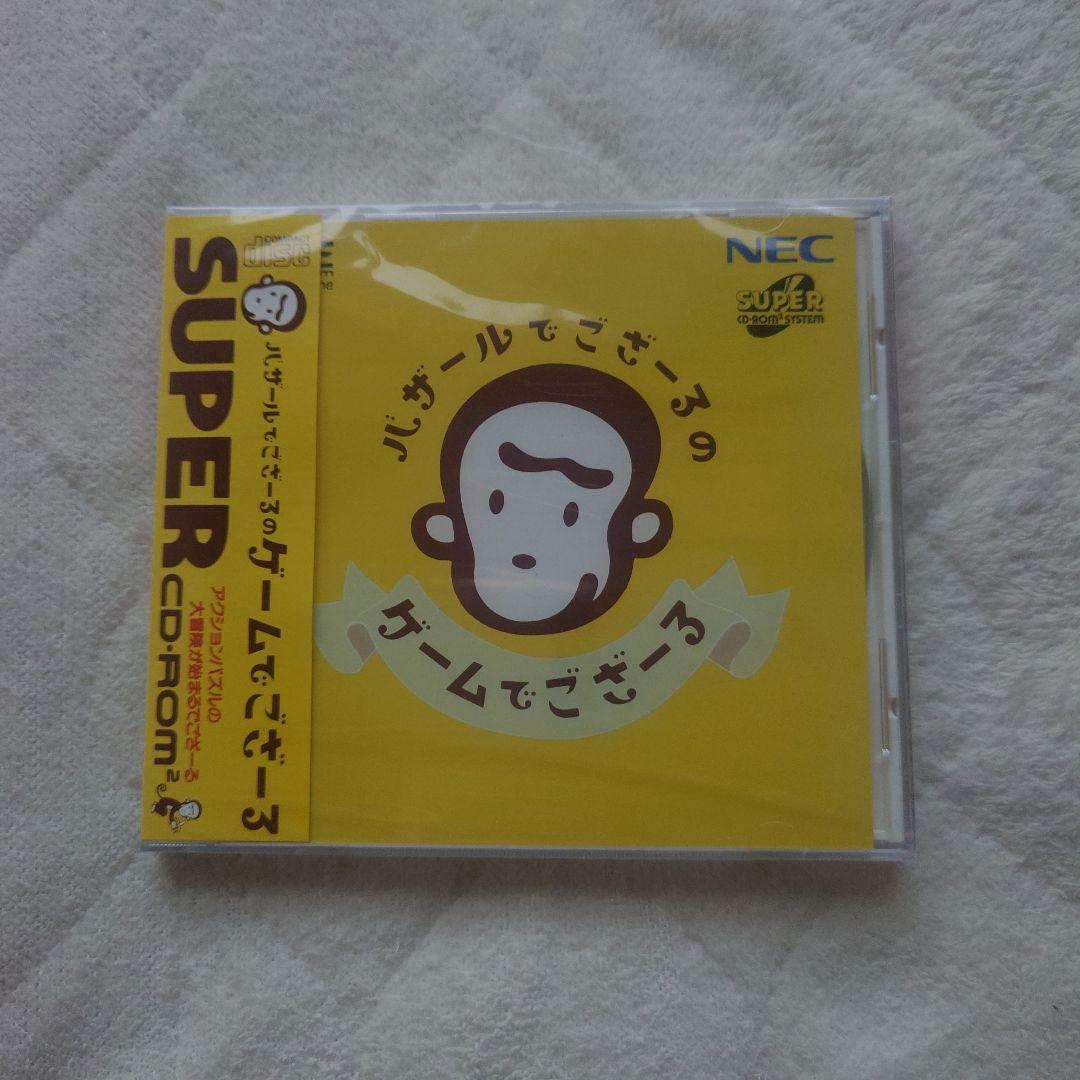 COMPACT
disc
SUPER
CD-ROM²
バザールでござーるの
ゲームでござーる
アクションパズルの
大冒険が始まるでござーる
NEC
SUPER
CD-ROM² SYSTEM
バザールでござーるの
ゲームでござーる